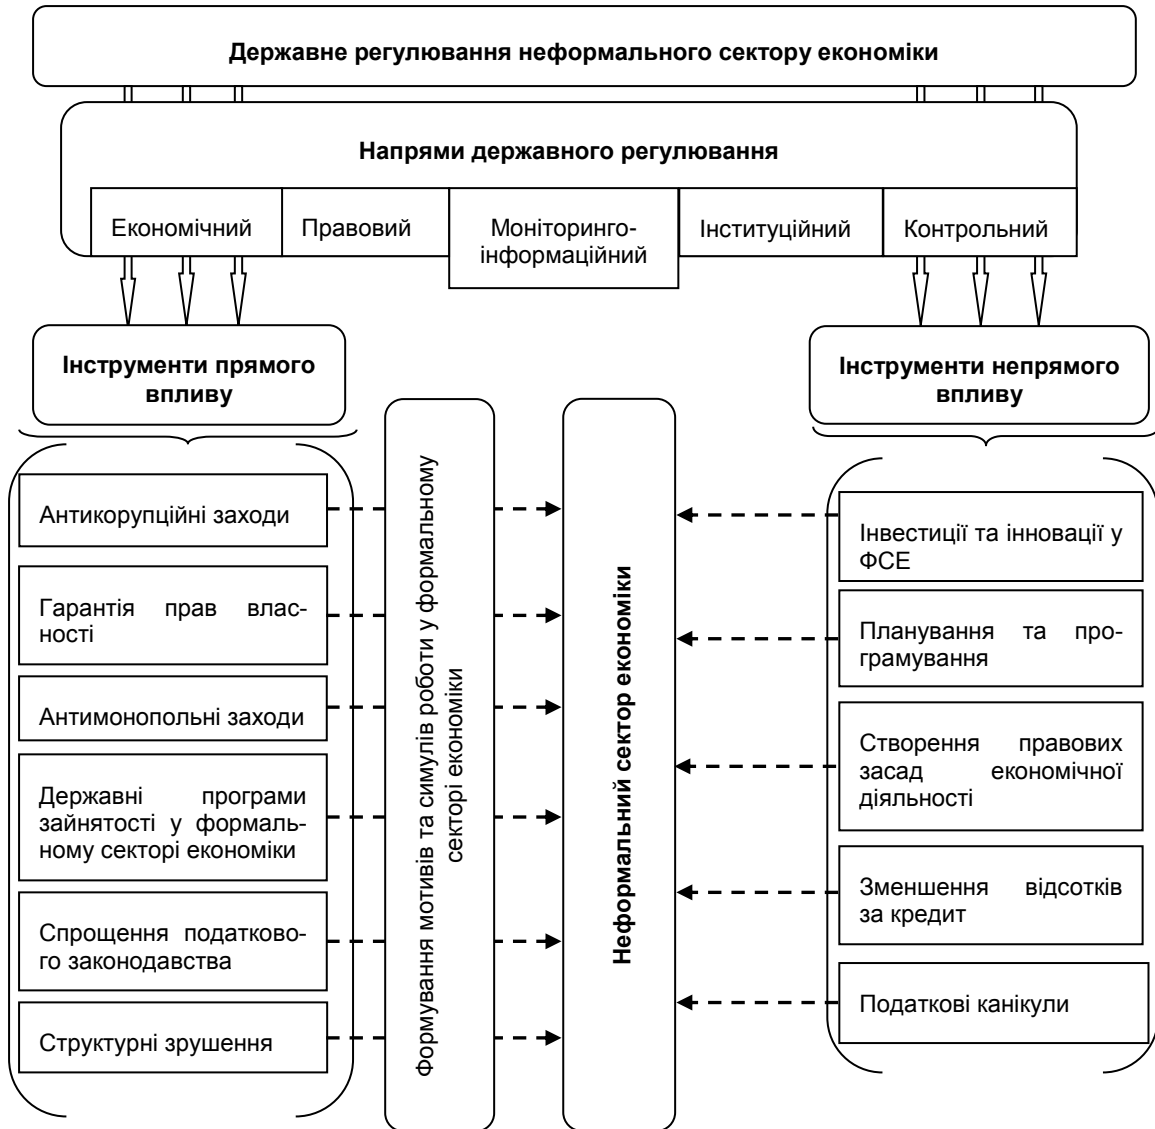 Державне регулювання неформального сектору економіки
Напрями державного регулювання
Економічний
Правовий
Моніторинго-
інформаційний
Інституційний
Контрольний
Інструменти прямого
впливу
Інструменти непрямого
впливу
Антикорупційні заходи
Гарантія прав влас-
ності
Антимонопольні заходи
Державні програми
зайнятості у формаль-
ному секторі економіки
Спрощення податково-
го законодавства
Структурні зрушення
Формування мотивів та симулів роботи у формальному
секторі економіки
Неформальний сектор економіки
Інвестиції та інновації у
ФСЕ
Планування та про-
грамування
Створення правових
засад економічної
діяльності
Зменшення відсотків
за кредит
Податкові канікули